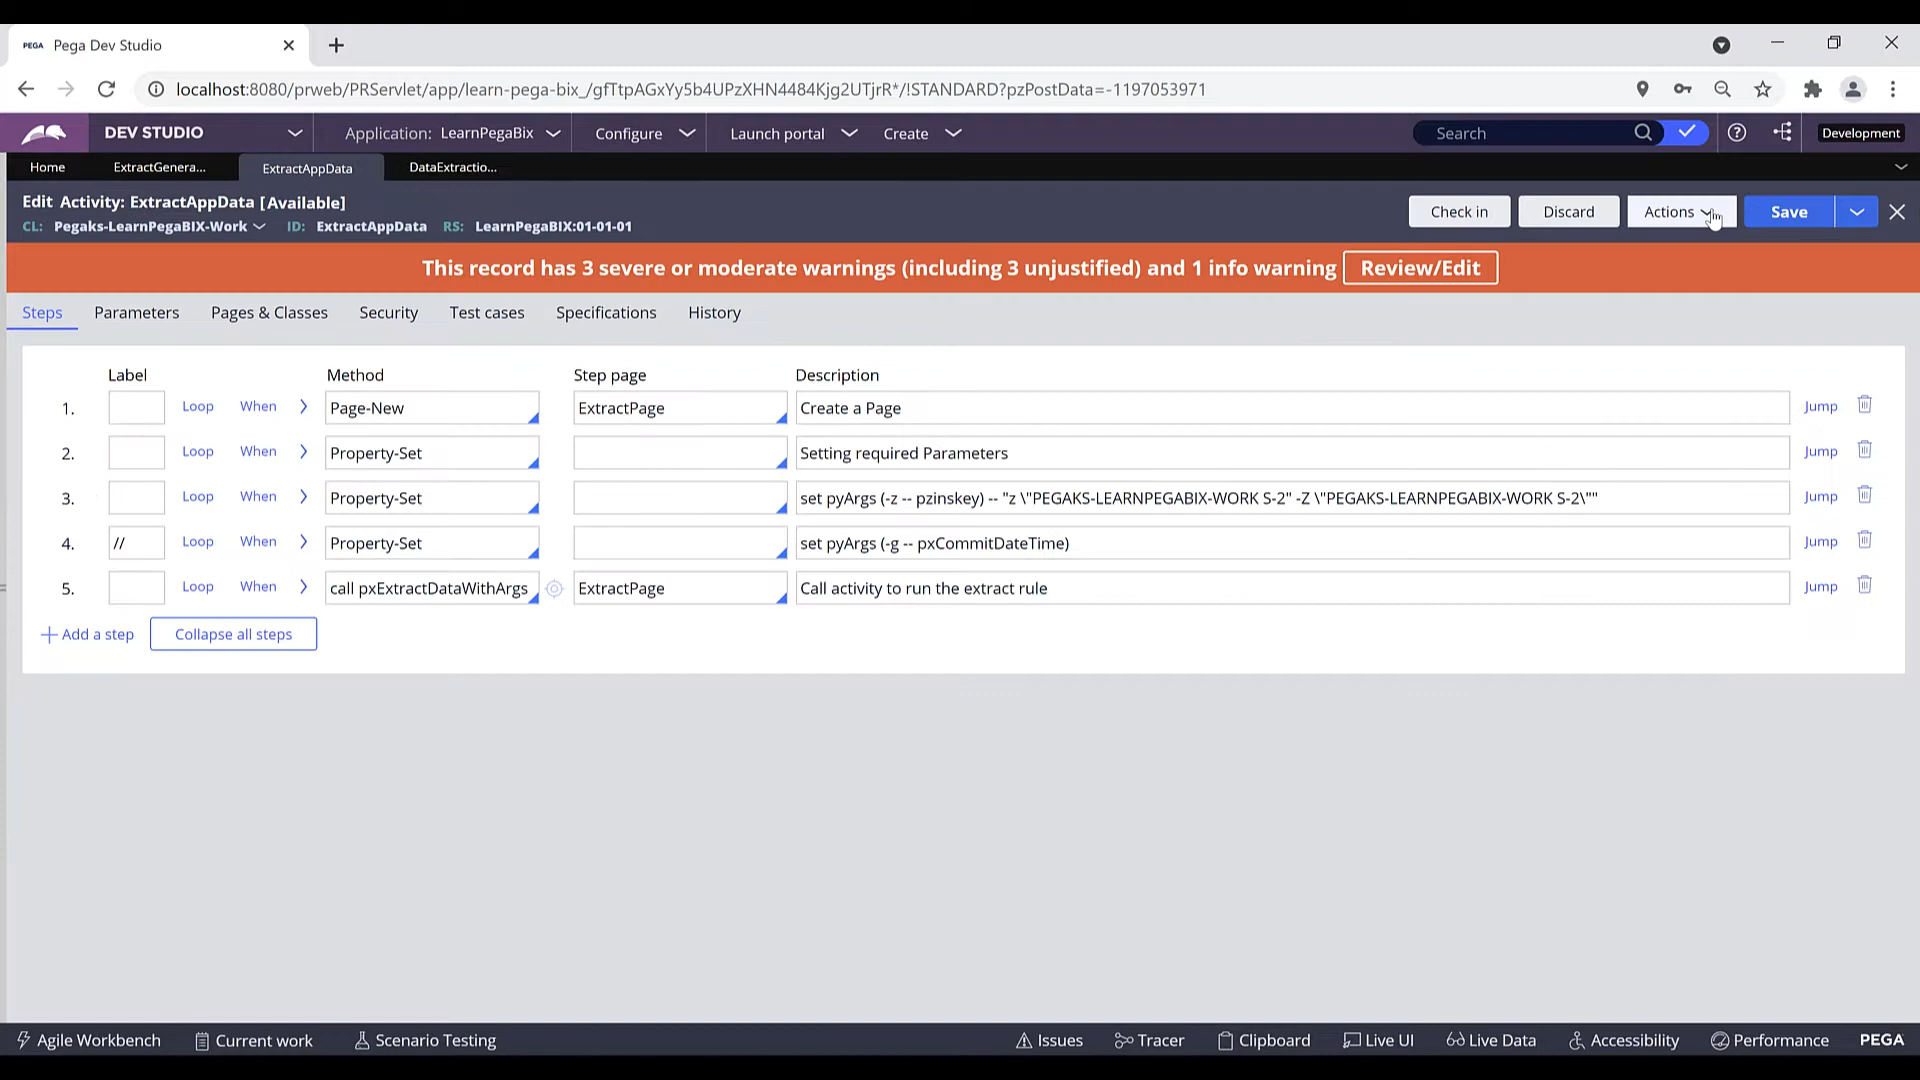 PEGA Pega Dev Studio
localhost:8080/prweb/PRServlet/app/learn-pega-bix_/gfTtpAGxYy5b4UPzXHN4484Kjg2UTjrR*/!STANDARD?pzPostData=-1197053971
DEV STUDIO Application: LearnPegaBix Configure Launch portal Create Search Development
Home ExtractGenera... ExtractAppData DataExtractio...
Edit Activity: ExtractAppData [Available]
CL: Pegaks-LearnPegaBIX-Work ID: ExtractAppData RS: LearnPegaBIX:01-01-01
Check in Discard Actions Save
This record has 3 severe or moderate warnings (including 3 unjustified) and 1 info warning Review/Edit
Steps Parameters Pages & Classes Security Test cases Specifications History
Label Method Step page Description
1. Loop When Page-New ExtractPage Create a Page Jump
2. Loop When Property-Set Setting required Parameters Jump
3. Loop When Property-Set set pyArgs (-z -- pzinskey) -- "z \"PEGAKS-LEARNPEGABIX-WORK S-2" -Z \"PEGAKS-LEARNPEGABIX-WORK S-2\"" Jump
4. // Loop When Property-Set set pyArgs (-g -- pxCommitDateTime) Jump
5. Loop When call pxExtractDataWithArgs ExtractPage Call activity to run the extract rule Jump
Add a step Collapse all steps
Agile Workbench Current work Scenario Testing Issues Tracer Clipboard Live UI Live Data Accessibility Performance PEGA